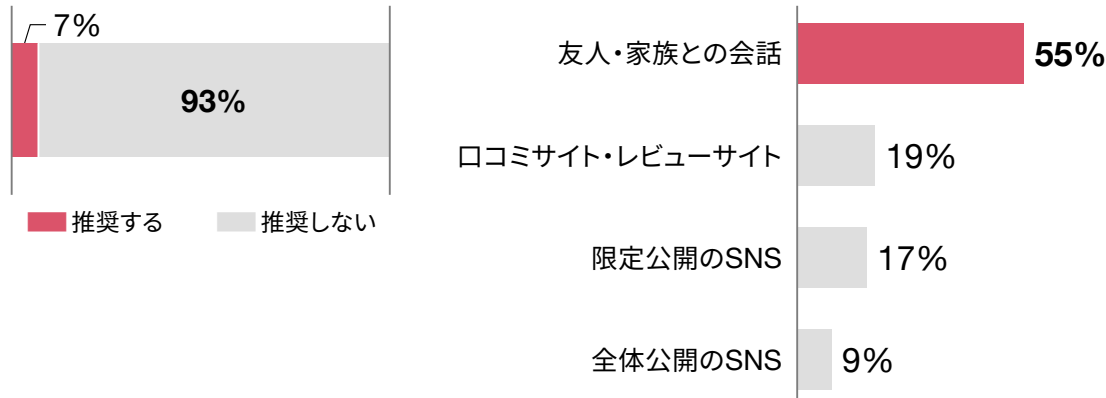 7%
93%
推奨する
推奨しない
友人・家族との会話
55%
口コミサイト・レビューサイト
19%
限定公開のSNS
17%
全体公開のSNS
9%